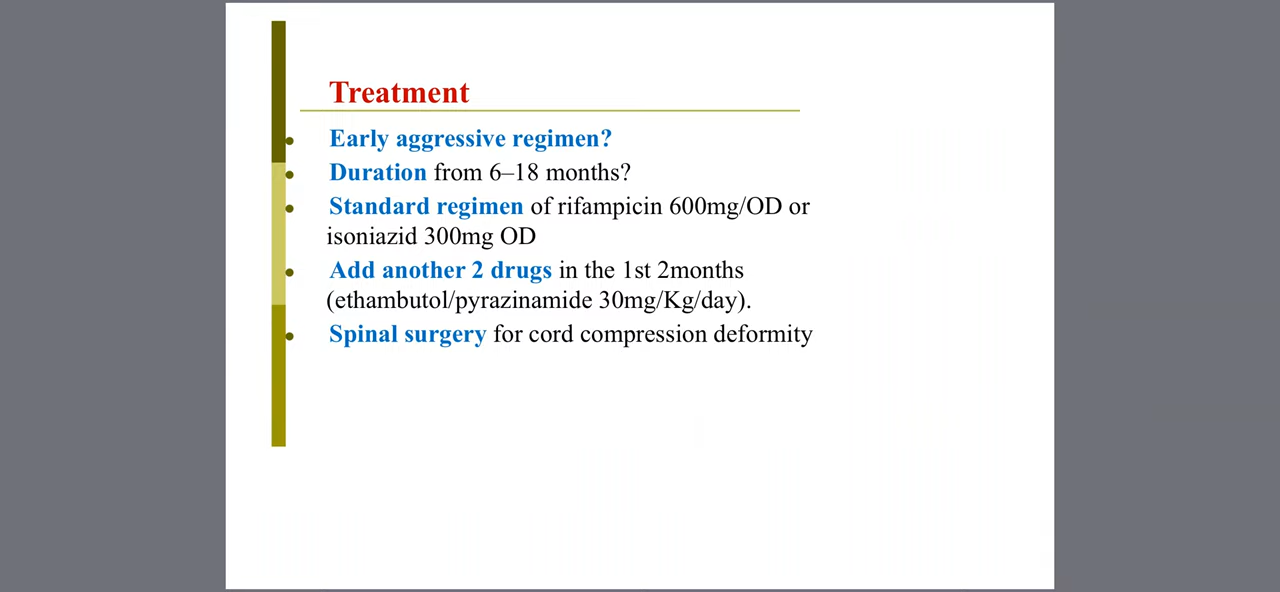 Treatment
• Early aggressive regimen?
• Duration from 6–18 months?
• Standard regimen of rifampicin 600mg/OD or
isoniazid 300mg OD
• Add another 2 drugs in the 1st 2months
(ethambutol/pyrazinamide 30mg/Kg/day).
• Spinal surgery for cord compression deformity